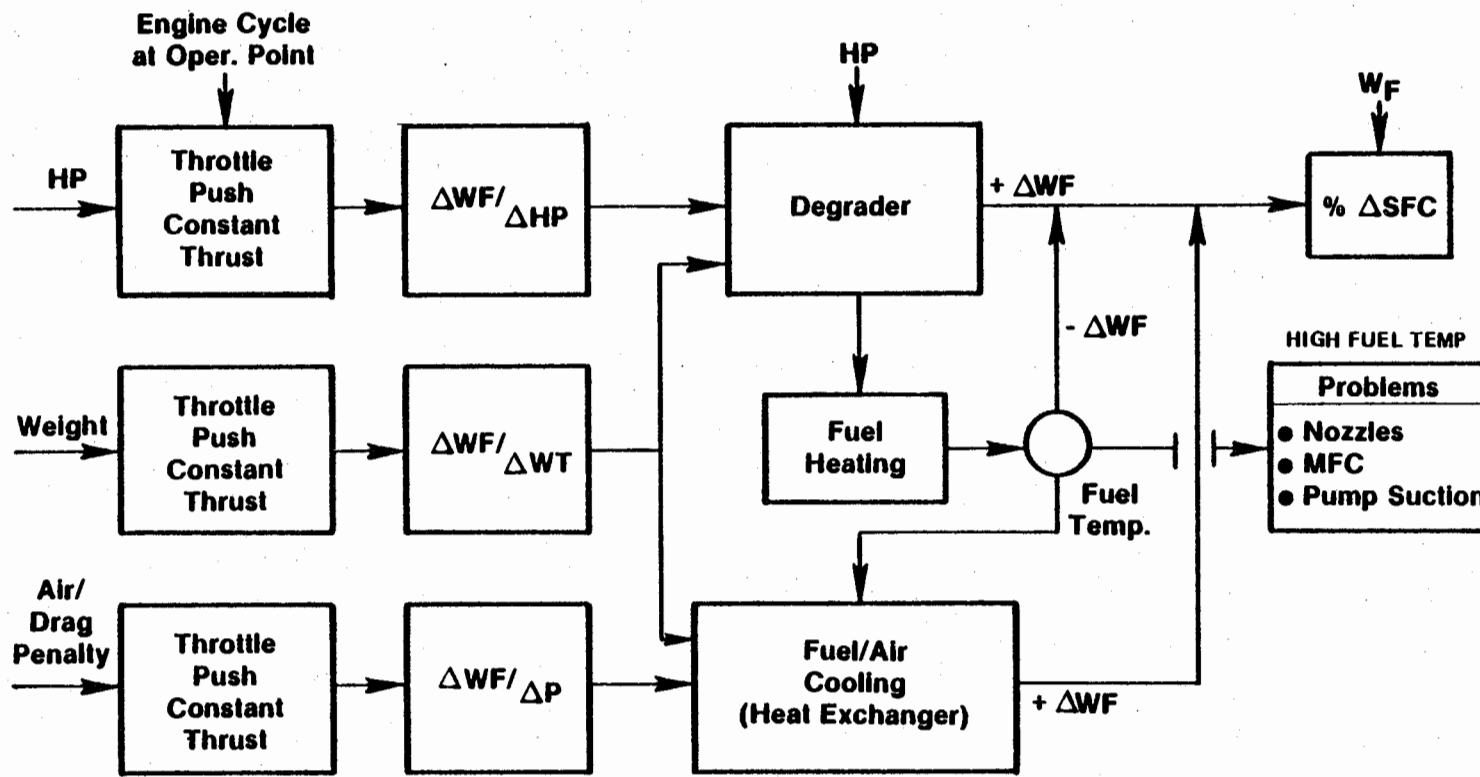 Engine Cycle
at Oper. Point
HP
Throttle
Push
Constant
Thrust
ΔWF/ΔHP
HP
Degrader
+ ΔWF
WF
% ΔSFC
- ΔWF
Weight
Throttle
Push
Constant
Thrust
ΔWF/ΔWT
Fuel
Heating
Fuel
Temp.
HIGH FUEL TEMP
Problems
● Nozzles
● MFC
● Pump Suction
Air/
Drag
Penalty
Throttle
Push
Constant
Thrust
ΔWF/ΔP
Fuel/Air
Cooling
(Heat Exchanger)
+ ΔWF